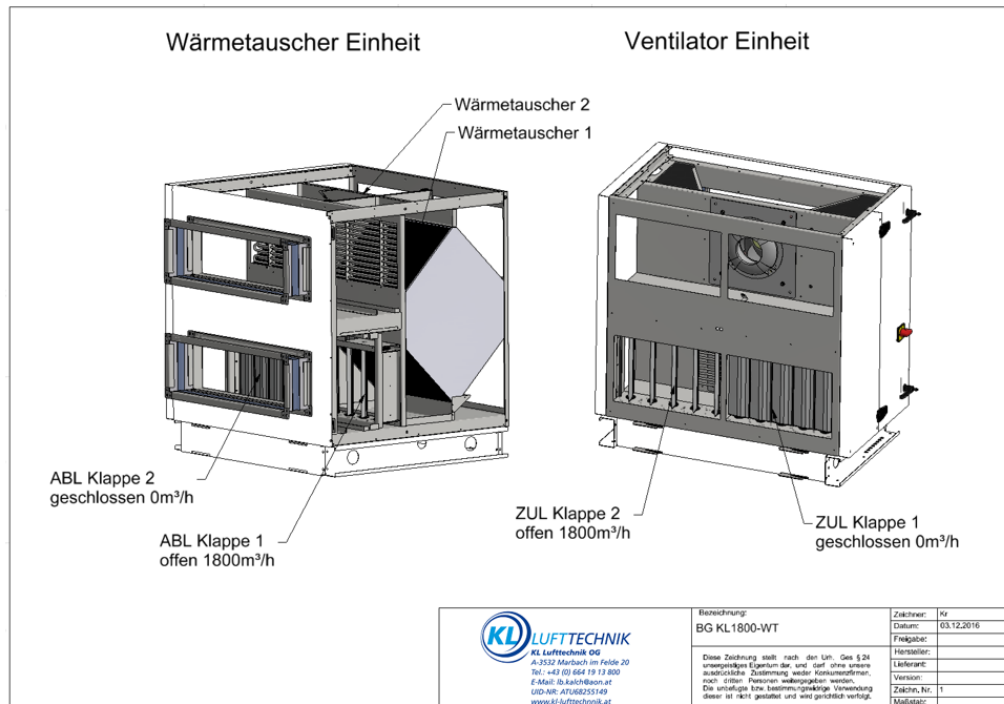 Wärmetauscher Einheit
Ventilator Einheit
Wärmetauscher 2
Wärmetauscher 1
ABL Klappe 2
geschlossen 0m³/h
ABL Klappe 1
offen 1800m³/h
ZUL Klappe 2
offen 1800m³/h
ZUL Klappe 1
geschlossen 0m³/h
KL LUFTTECHNIK
KL Lufttechnik OG
A-3532 Marbach im Felde 20
Tel.: +43 (0) 664 19 13 800
E-Mail: lb.kalch@aon.at
UID-NR: ATU68255149
www.kl-lufttechnnik.at
Bezeichnung:
BG KL1800-WT
Diese Zeichnung stellt nach den Urh. Ges § 24
unsergeistiges Eigentum dar, und darf ohne unsere
ausdrückliche Zustimmung weder Konkurrenzfirmen,
noch dritten Personen weitergegeben werden.
Die unbefugte bzw. bestimmungswidrige Verwendung
dieser ist nicht gestattet und wird gerichtlich verfolgt.
Zeichner: Kr
Datum: 03.12.2016
Freigabe:
Hersteller:
Lieferant:
Version:
Zeichn. Nr. 1
Maßstab: